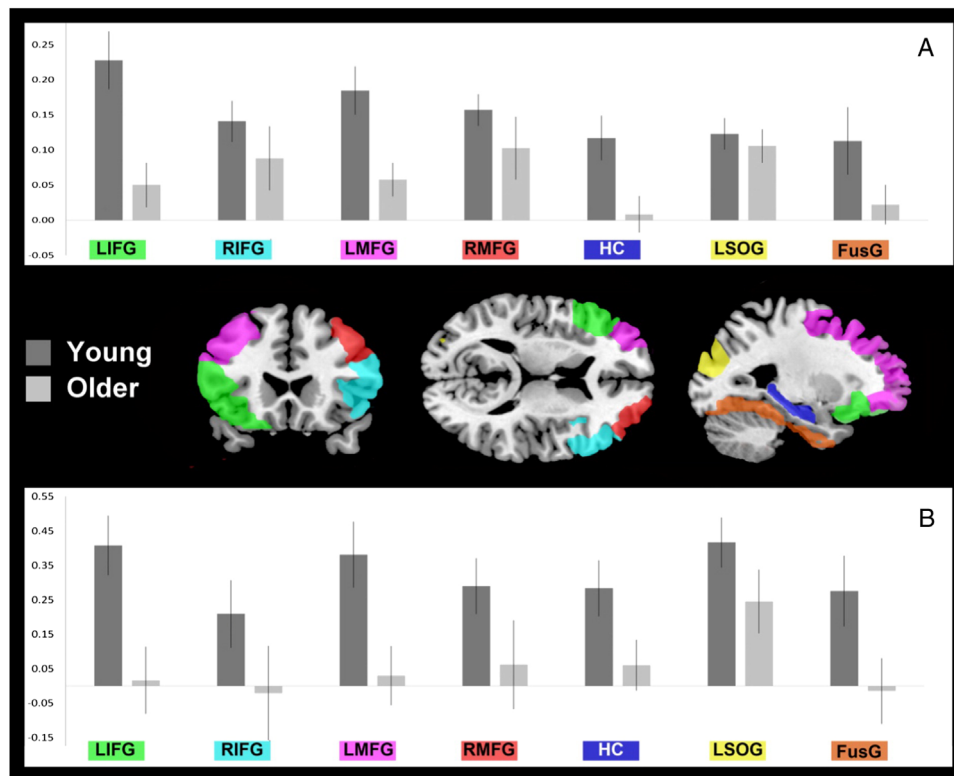 A
0.25
0.20
0.15
0.10
0.05
0.00
-0.05
LIFG RIFG LMFG RMFG HC LSOG FusG
Young
Older
B
0.55
0.45
0.35
0.25
0.15
0.05
-0.05
-0.15
LIFG RIFG LMFG RMFG HC LSOG FusG